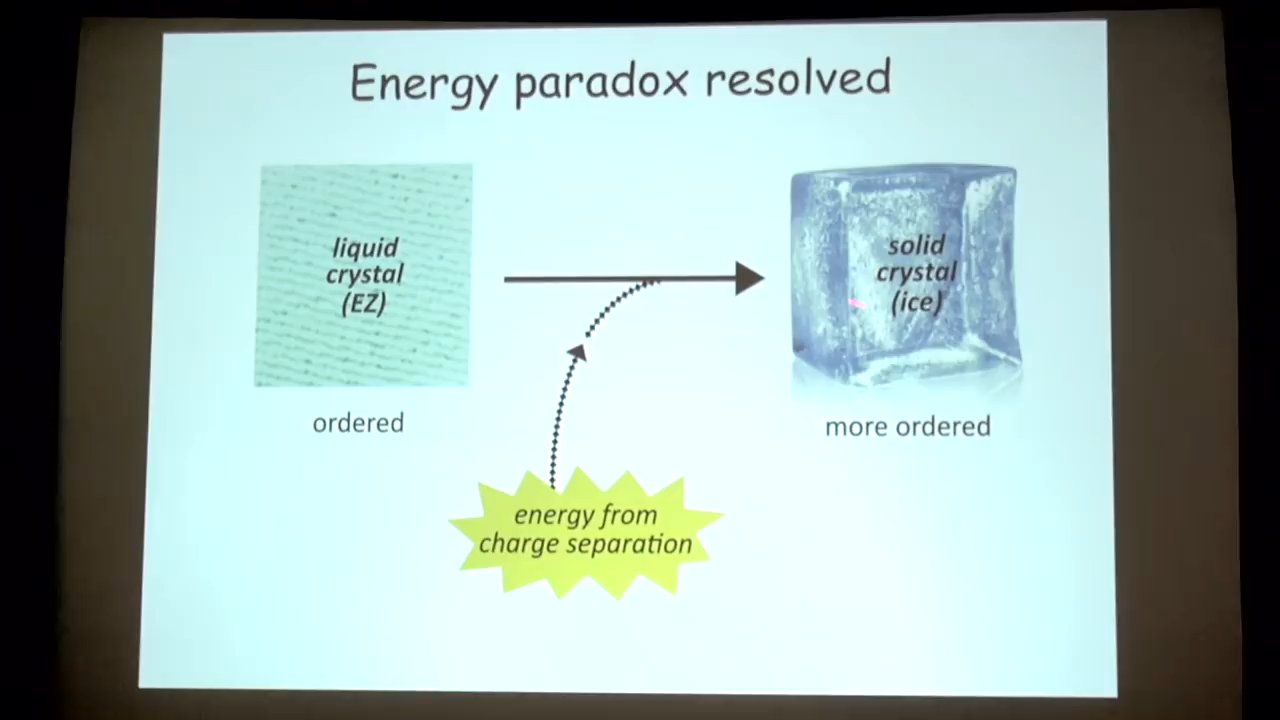 Energy paradox resolved
liquid
crystal
(EZ)
solid
crystal
(ice)
ordered
more ordered
energy from
charge separation